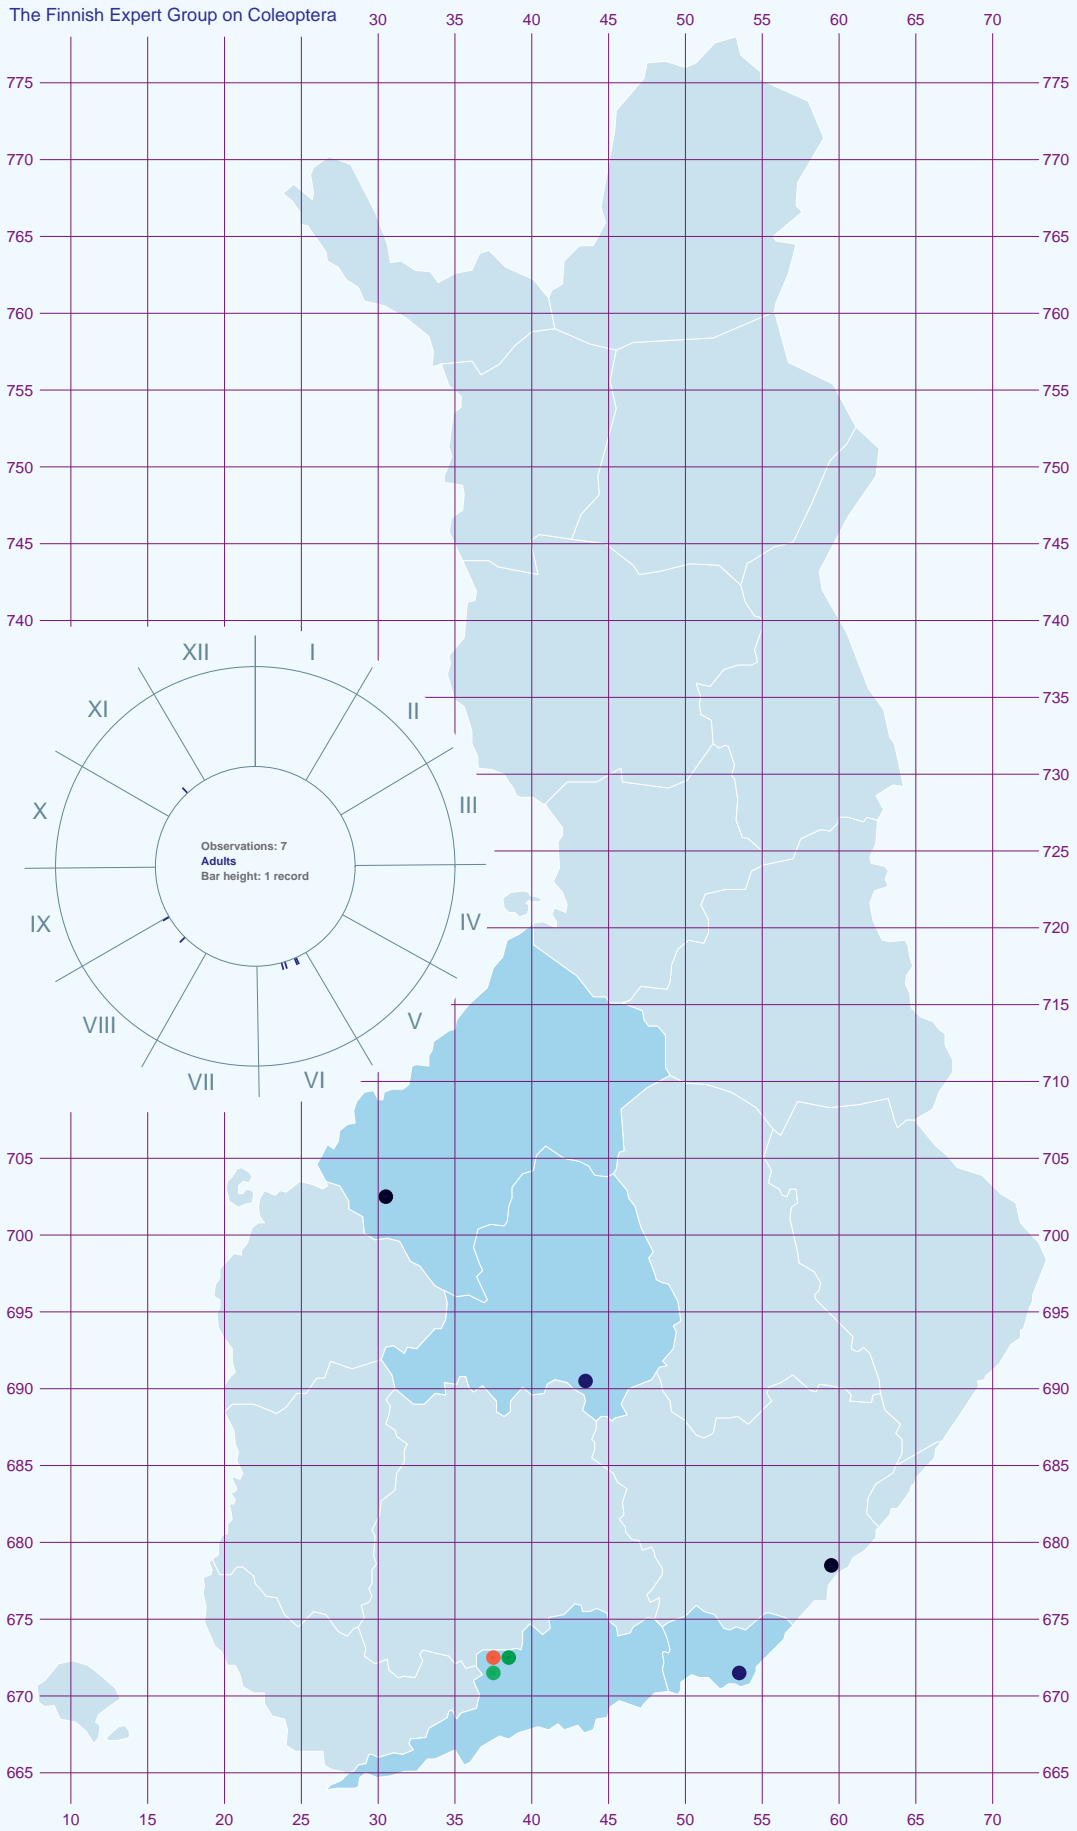 The Finnish Expert Group on Coleoptera
30 35 40 45 50 55 60 65 70
775 775
770 770
765 765
760 760
755 755
750 750
745 745
740 740
XII I
XI II
735
730
X III
Observations: 7
Adults
Bar height: 1 record
725
IX IV
720
715
VIII V
VII VI
710
705 705
700 700
695 695
690 690
685 685
680 680
675 675
670 670
665 665
10 15 20 25 30 35 40 45 50 55 60 65 70